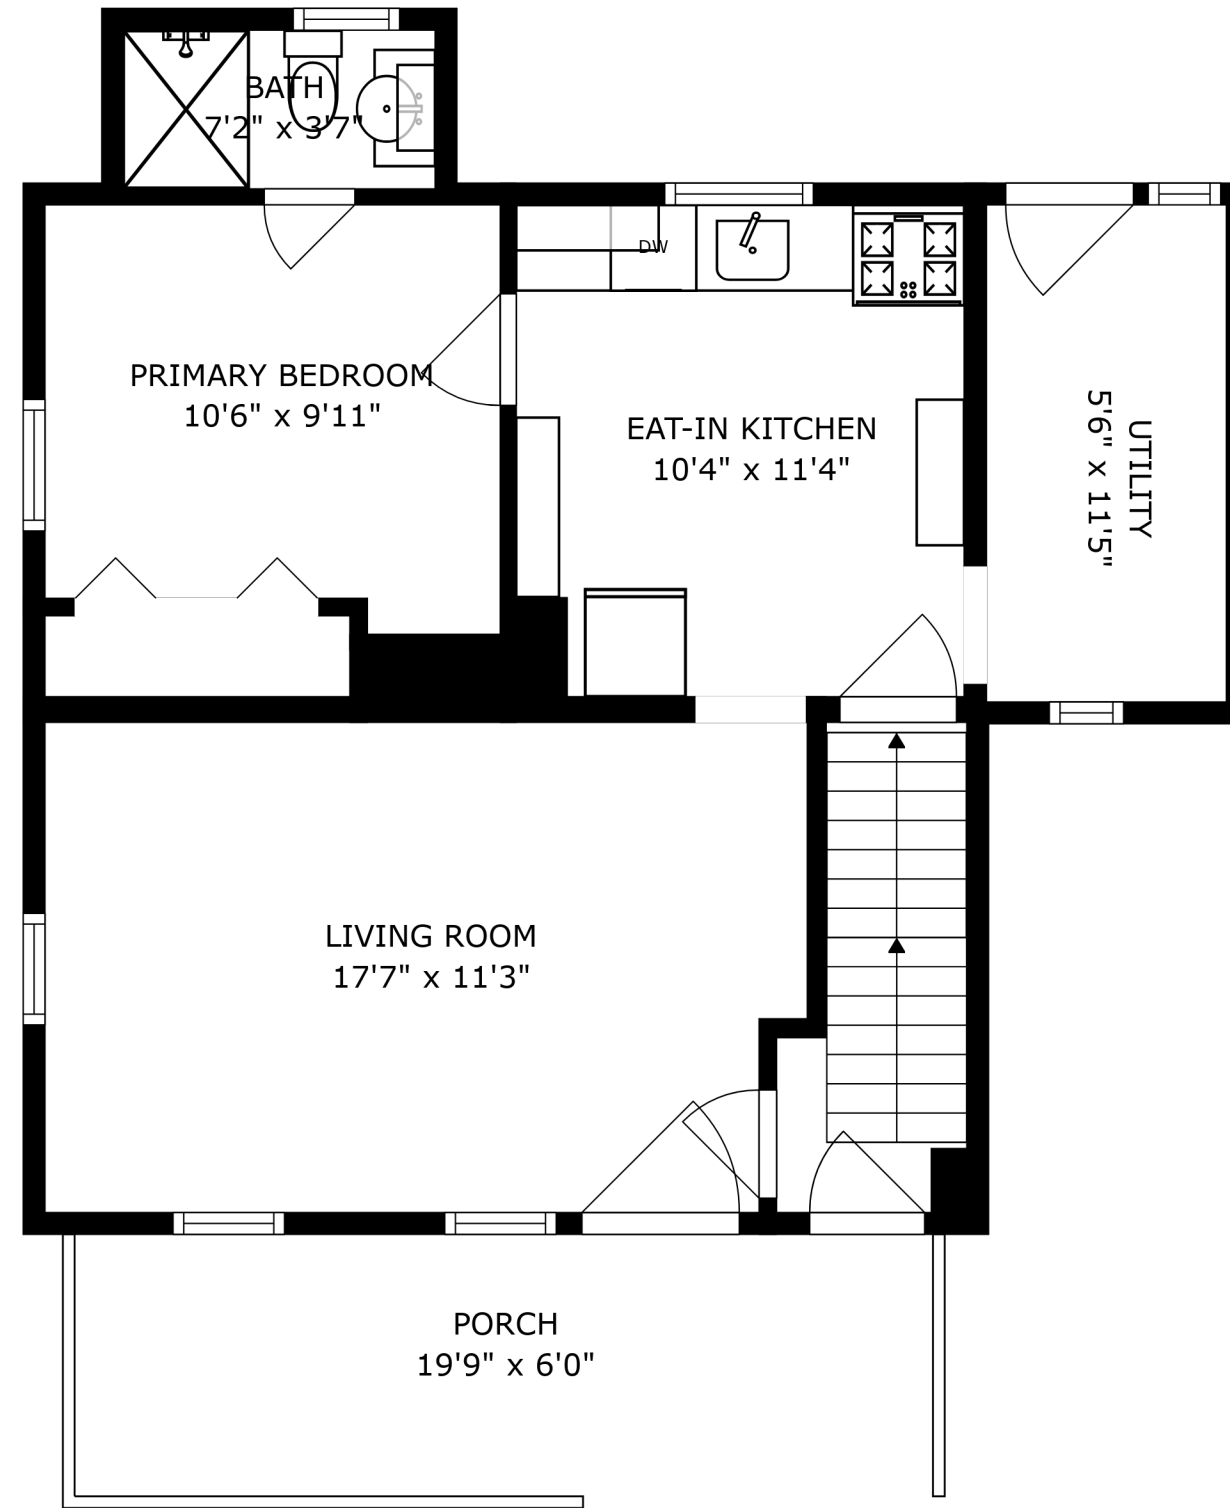 BATH
7'2" x 3'7"
DW
PRIMARY BEDROOM
10'6" x 9'11"
EAT-IN KITCHEN
10'4" x 11'4"
UTILITY
5'6" x 11'5"
LIVING ROOM
17'7" x 11'3"
PORCH
19'9" x 6'0"